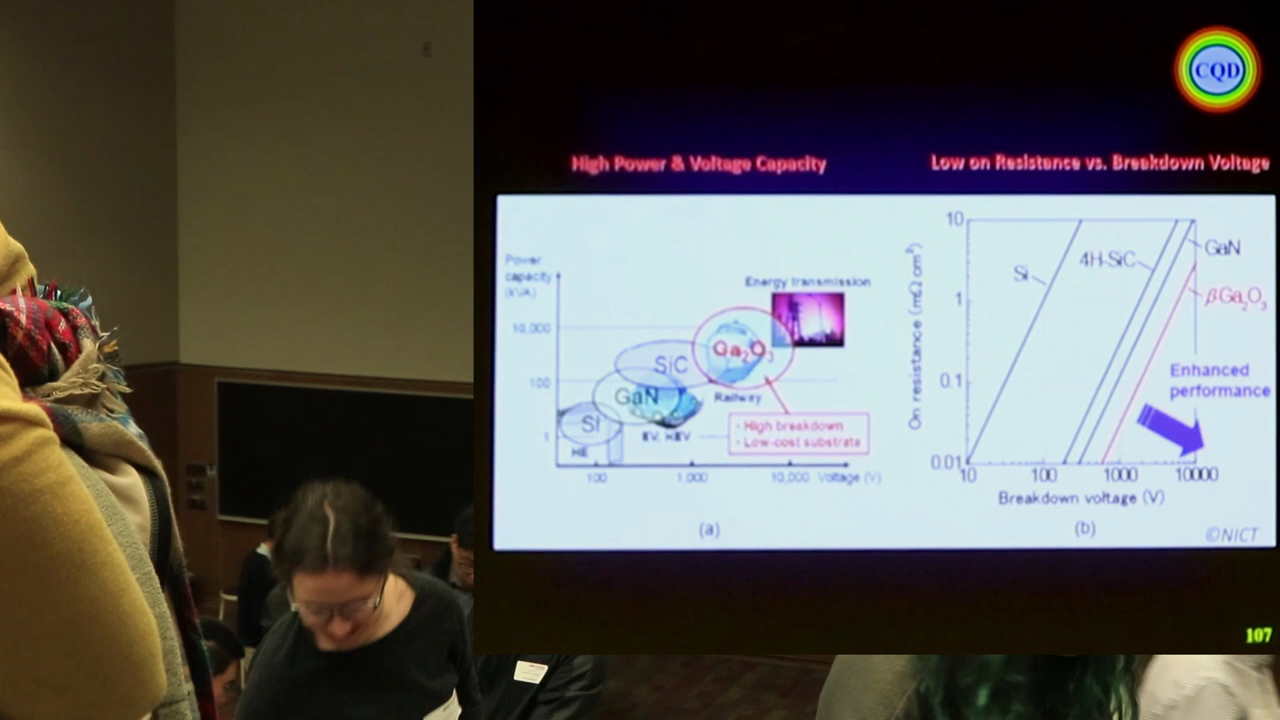 CQD
High Power & Voltage Capacity
Low on Resistance vs. Breakdown Voltage
Power
capacity
(kVA)
10,000
100
1
100
1,000
10,000
Voltage (V)
Energy transmission
Ga₂O₃
SiC
GaN
Si
Railway
EV, HEV
HE
· High breakdown
· Low-cost substrate
(a)
On resistance (mΩ cm²)
10
1
0.1
0.01
10
100
1000
10000
Breakdown voltage (V)
Si
4H-SiC
GaN
βGa₂O₃
Enhanced
performance
(b)
©NICT
107